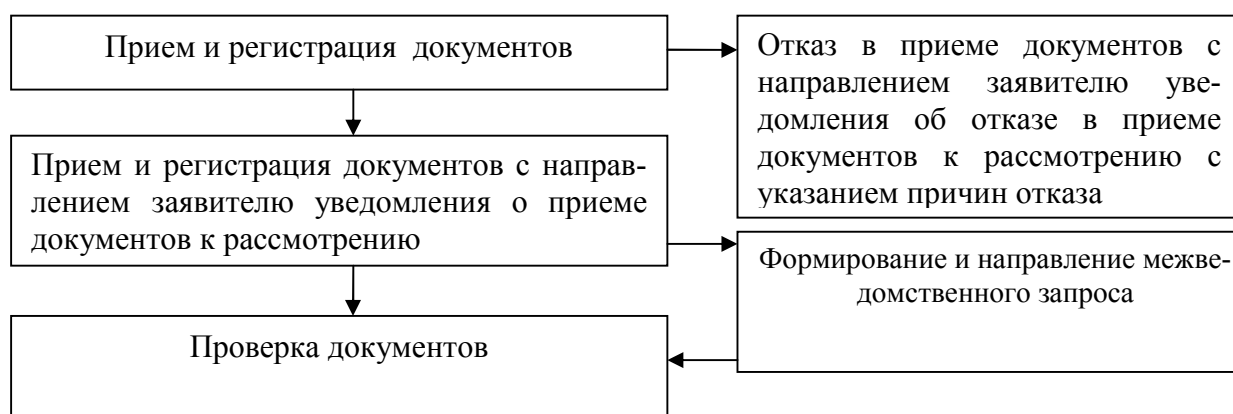 Прием и регистрация документов
Отказ в приеме документов с
направлением заявителю уве-
домления об отказе в приеме
документов к рассмотрению с
указанием причин отказа
Прием и регистрация документов с направ-
лением заявителю уведомления о приеме
документов к рассмотрению
Формирование и направление межве-
домственного запроса
Проверка документов